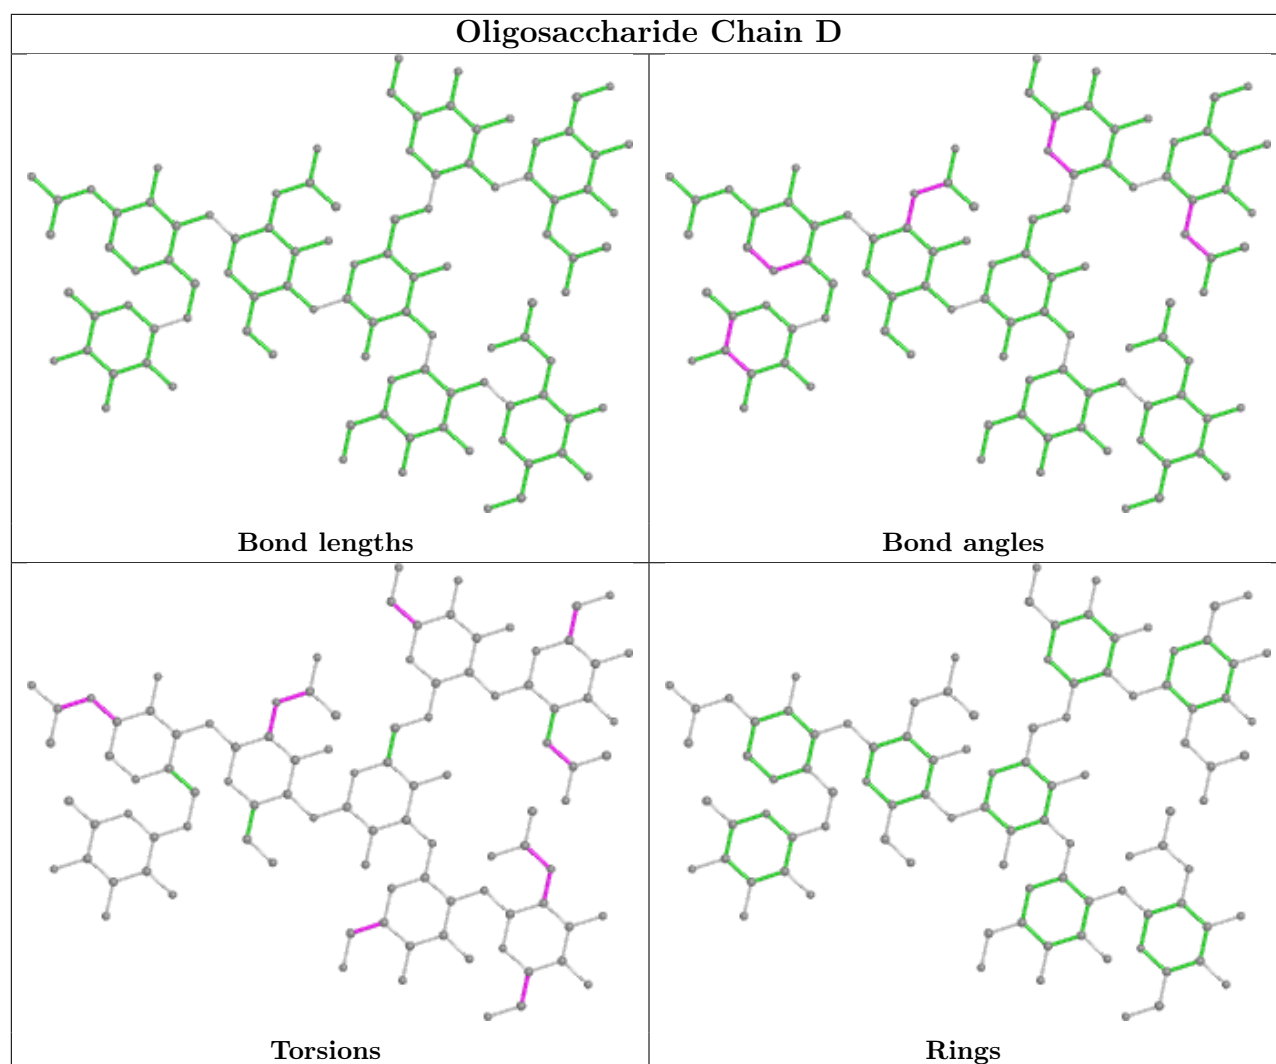 Oligosaccharide Chain D
Bond lengths
Bond angles
Torsions
Rings